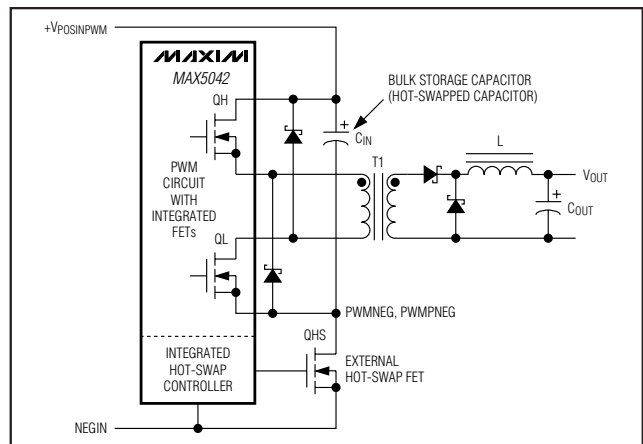 +VPOSINPWM
MAXIM
MAX5042
QH
BULK STORAGE CAPACITOR
(HOT-SWAPPED CAPACITOR)
+
CIN
PWM
CIRCUIT
WITH
INTEGRATED
FETs
T1
L
VOUT
+
COUT
QL
PWMNEG, PWMPNEG
QHS
INTEGRATED
HOT-SWAP
CONTROLLER
EXTERNAL
HOT-SWAP FET
NEGIN